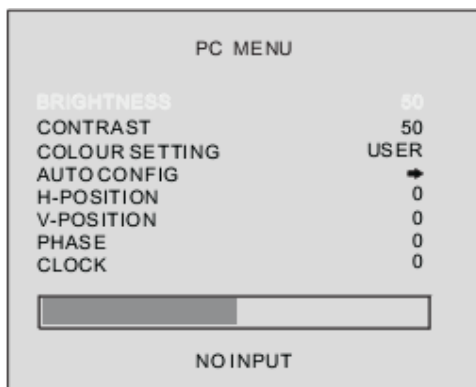 PC MENU
BRIGHTNESS 50
CONTRAST 50
COLOUR SETTING USER
AUTO CONFIG
H-POSITION 0
V-POSITION 0
PHASE 0
CLOCK 0
NO INPUT